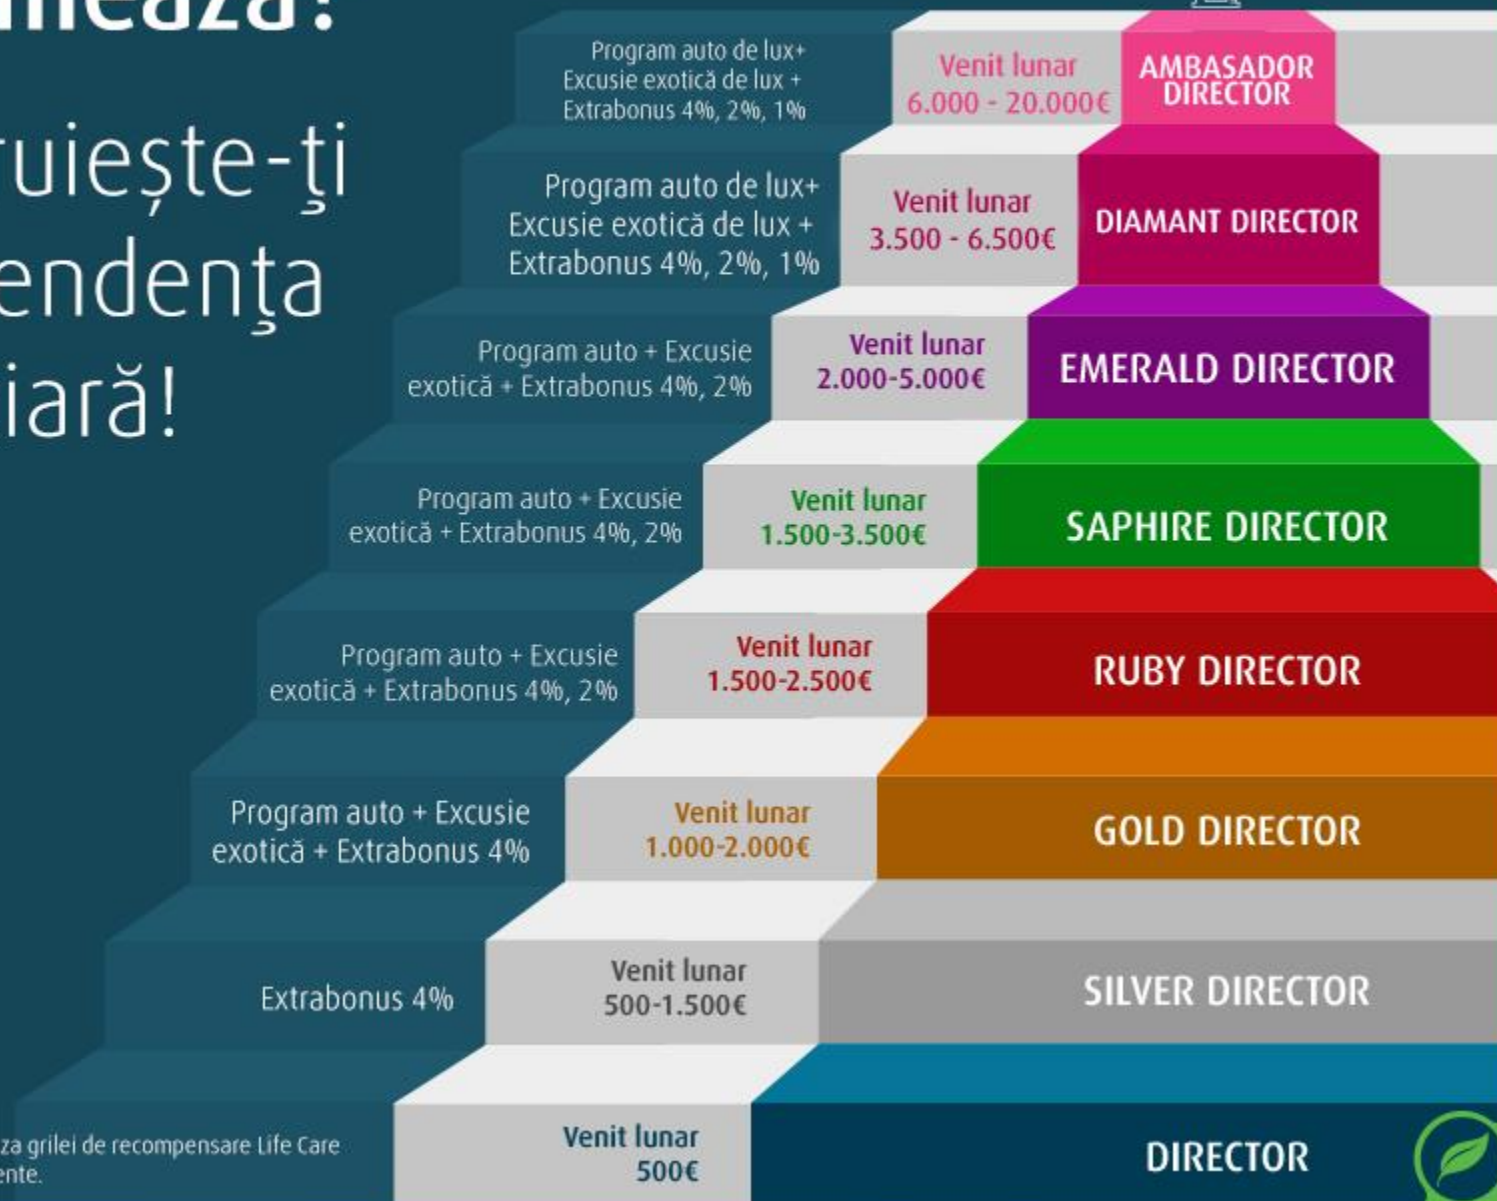 Program auto de lux+
Excusie exotică de lux +
Extrabonus 4%, 2%, 1%
Venit lunar
6.000 - 20.000€
AMBASADOR
DIRECTOR
ruiește-ți
endența
iară!
Program auto de lux+
Excusie exotică de lux +
Extrabonus 4%, 2%, 1%
Venit lunar
3.500 - 6.500€
DIAMANT DIRECTOR
Program auto + Excusie
exotică + Extrabonus 4%, 2%
Venit lunar
2.000-5.000€
EMERALD DIRECTOR
Program auto + Excusie
exotică + Extrabonus 4%, 2%
Venit lunar
1.500-3.500€
SAPHIRE DIRECTOR
Program auto + Excusie
exotică + Extrabonus 4%, 2%
Venit lunar
1.500-2.500€
RUBY DIRECTOR
Program auto + Excusie
exotică + Extrabonus 4%
Venit lunar
1.000-2.000€
GOLD DIRECTOR
Extrabonus 4%
Venit lunar
500-1.500€
SILVER DIRECTOR
za grilei de recompensare Life Care
ente.
Venit lunar
500€
DIRECTOR